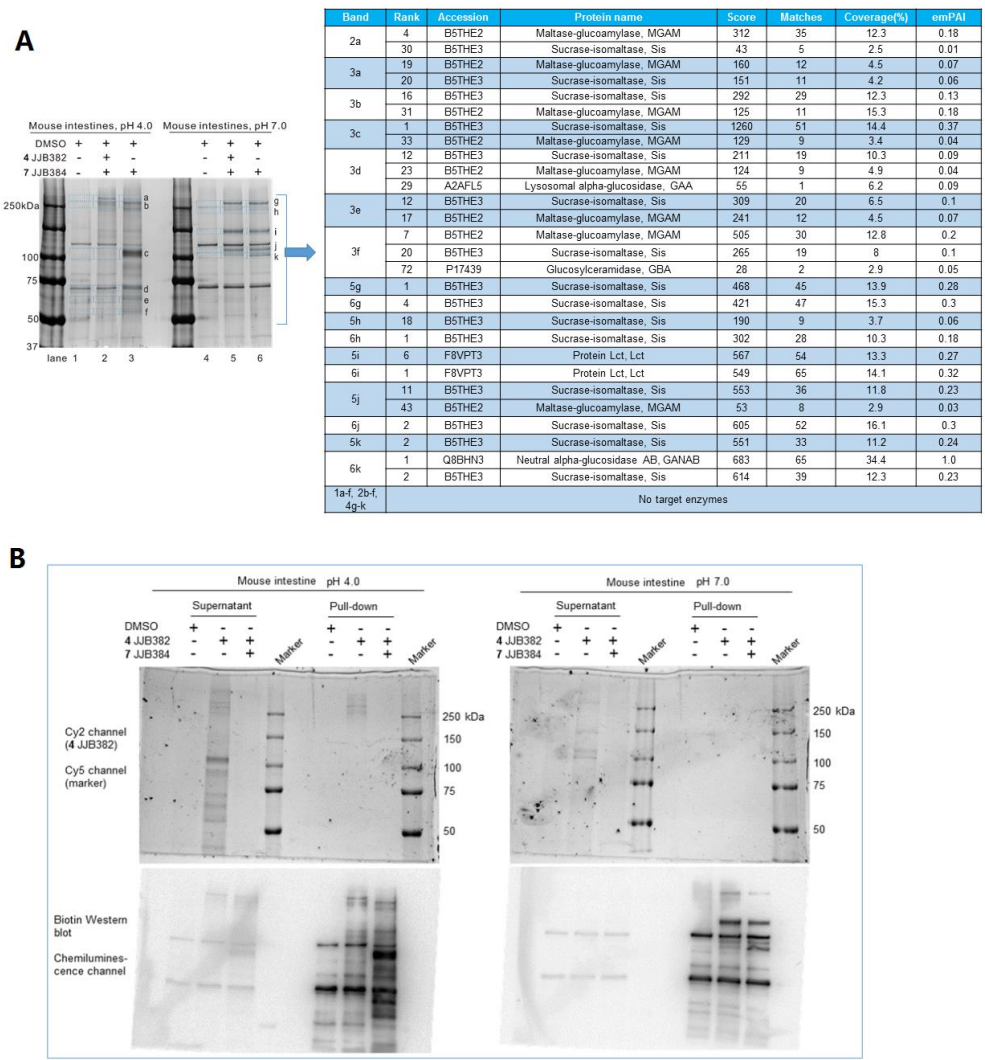 A
Mouse intestines, pH 4.0 Mouse intestines, pH 7.0
DMSO + + + + + +
4 JJB382 - + - - + -
7 JJB384 - + + - + +
250kDa
100
75
50
37
a
b
c
d
e
f
g
h
i
j
k
lane 1 2 3 4 5 6
Band Rank Accession Protein name Score Matches Coverage(%) emPAI
2a 4 B5THE2 Maltase-glucoamylase, MGAM 312 35 12.3 0.18
30 B5THE3 Sucrase-isomaltase, Sis 43 5 2.5 0.01
3a 19 B5THE2 Maltase-glucoamylase, MGAM 160 12 4.5 0.07
20 B5THE3 Sucrase-isomaltase, Sis 151 11 4.2 0.06
3b 16 B5THE3 Sucrase-isomaltase, Sis 292 29 12.3 0.13
31 B5THE2 Maltase-glucoamylase, MGAM 125 11 15.3 0.18
3c 1 B5THE3 Sucrase-isomaltase, Sis 1260 51 14.4 0.37
33 B5THE2 Maltase-glucoamylase, MGAM 129 9 3.4 0.04
3d 12 B5THE3 Sucrase-isomaltase, Sis 211 19 10.3 0.09
23 B5THE2 Maltase-glucoamylase, MGAM 124 9 4.9 0.04
29 A2AFL5 Lysosomal alpha-glucosidase, GAA 55 1 6.2 0.09
3e 12 B5THE3 Sucrase-isomaltase, Sis 309 20 6.5 0.1
17 B5THE2 Maltase-glucoamylase, MGAM 241 12 4.5 0.07
3f 7 B5THE2 Maltase-glucoamylase, MGAM 505 30 12.8 0.2
20 B5THE3 Sucrase-isomaltase, Sis 265 19 8 0.1
72 P17439 Glucosylceramidase, GBA 28 2 2.9 0.05
5g 1 B5THE3 Sucrase-isomaltase, Sis 468 45 13.9 0.28
6g 4 B5THE3 Sucrase-isomaltase, Sis 421 47 15.3 0.3
5h 18 B5THE3 Sucrase-isomaltase, Sis 190 9 3.7 0.06
6h 1 B5THE3 Sucrase-isomaltase, Sis 302 28 10.3 0.18
5i 6 F8VPT3 Protein Lct, Lct 567 54 13.3 0.27
6i 1 F8VPT3 Protein Lct, Lct 549 65 14.1 0.32
5j 11 B5THE3 Sucrase-isomaltase, Sis 553 36 11.8 0.23
43 B5THE2 Maltase-glucoamylase, MGAM 53 8 2.9 0.03
6j 2 B5THE3 Sucrase-isomaltase, Sis 605 52 16.1 0.3
5k 2 B5THE3 Sucrase-isomaltase, Sis 551 33 11.2 0.24
6k 1 Q8BHN3 Neutral alpha-glucosidase AB, GANAB 683 65 34.4 1.0
2 B5THE3 Sucrase-isomaltase, Sis 614 39 12.3 0.23
1a-f, 2b-f, 4g-k No target enzymes
B
Mouse intestine pH 4.0
Supernatant Pull-down
DMSO + - - + - -
4 JJB382 - + + - + +
7 JJB384 - - + - - +
Marker Marker
250 kDa
150
100
75
50
Mouse intestine pH 7.0
Supernatant Pull-down
DMSO + - - + - -
4 JJB382 - + + - + +
7 JJB384 - - + - - +
Marker Marker
250 kDa
150
100
75
50
Cy2 channel
(4 JJB382)
Cy5 channel
(marker)
Biotin Western
blot
Chemilumines-
cence channel